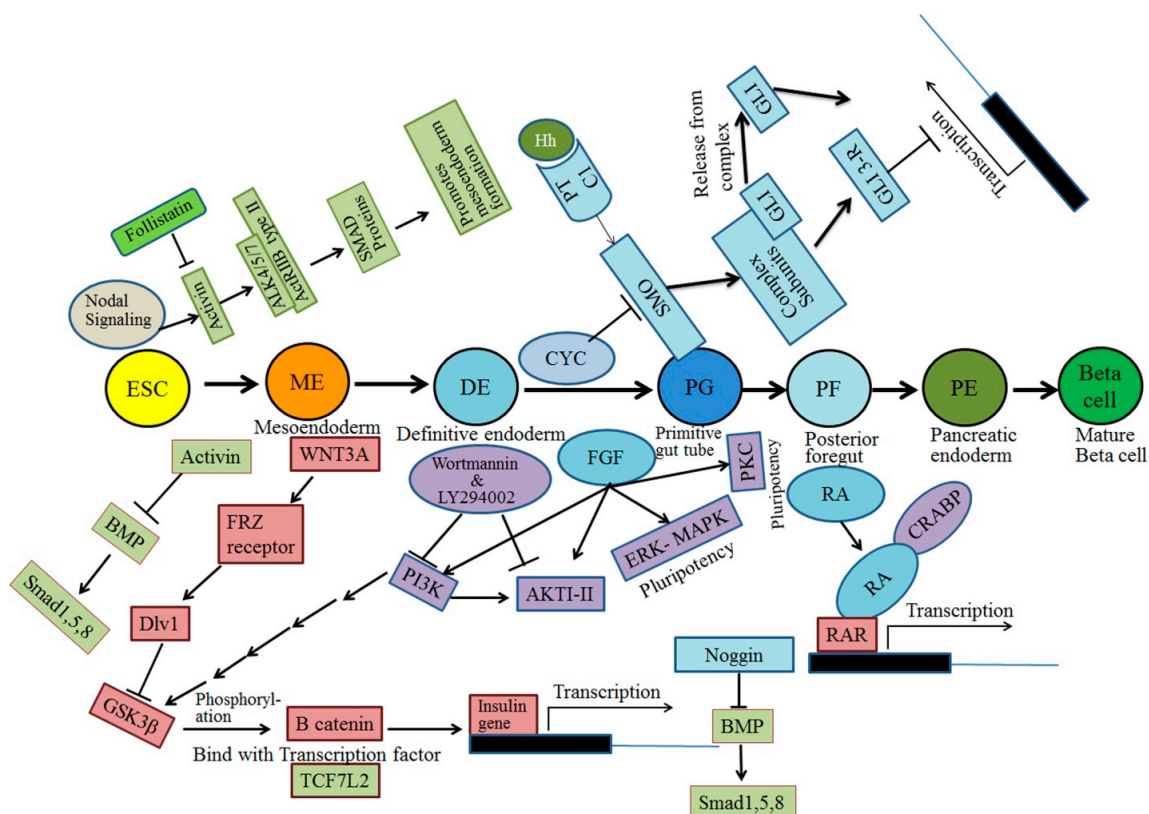 Follistatin
Nodal
Signaling
Activin
ALK4/5/7
ActRIIB type II
SMAD
Proteins
Promotes
mesoendoderm
formation
Hh
PT
C1
SMO
CYC
Complex
Subunits
GLI
Release from
complex
GLI
GLI 3-R
Transcription
ESC
ME
DE
PG
PF
PE
Beta
cell
Mesoendoderm
Definitive endoderm
Primitive
gut tube
Posterior
foregut
Pancreatic
endoderm
Mature
Beta cell
Activin
BMP
Smad1,5,8
WNT3A
FRZ
receptor
Dlv1
GSK3β
Wortmannin
&
LY294002
FGF
PKC
Pluripotency
ERK- MAPK
Pluripotency
PI3K
AKTI-II
RA
CRABP
RA
RAR
Transcription
Phosphoryl-
ation
B catenin
Bind with Transcription factor
TCF7L2
Insulin
gene
Transcription
Noggin
BMP
Smad1,5,8